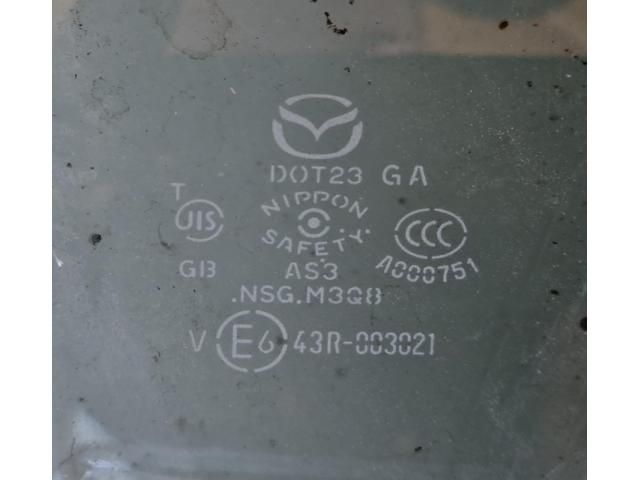 DOT23 GA
T
JIS
NIPPON
SAFETY
CCC
GB
AS3
A000751
.NSG.M3Q8
V E6 43R-003021